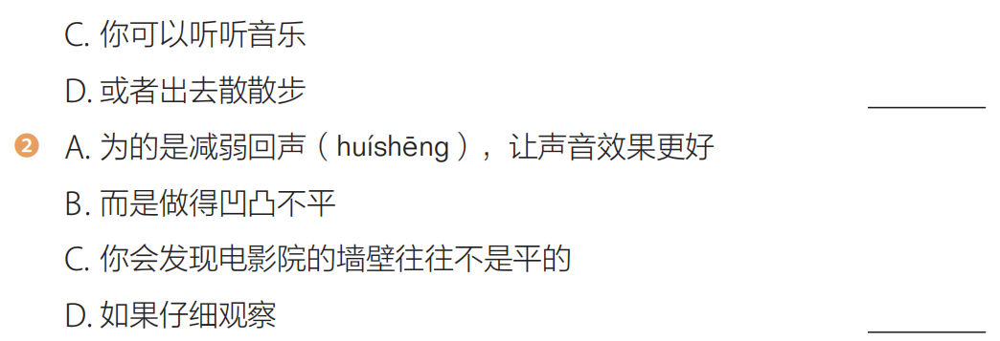 C. 你可以听听音乐
D. 或者出去散散步
2 A. 为的是减弱回声（huíshēng），让声音效果更好
B. 而是做得凹凸不平
C. 你会发现电影院的墙壁往往不是平的
D. 如果仔细观察